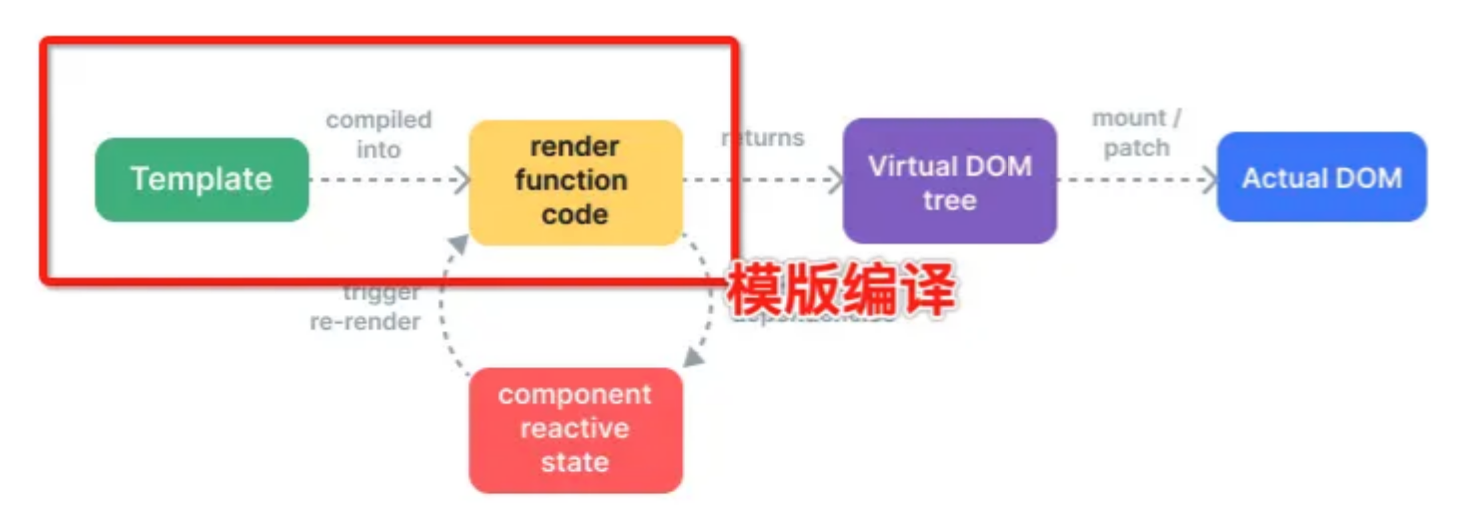 compiled
into
Template
render
function
code
returns
Virtual DOM
tree
mount /
patch
Actual DOM
模版编译
trigger
re-render
component
reactive
state